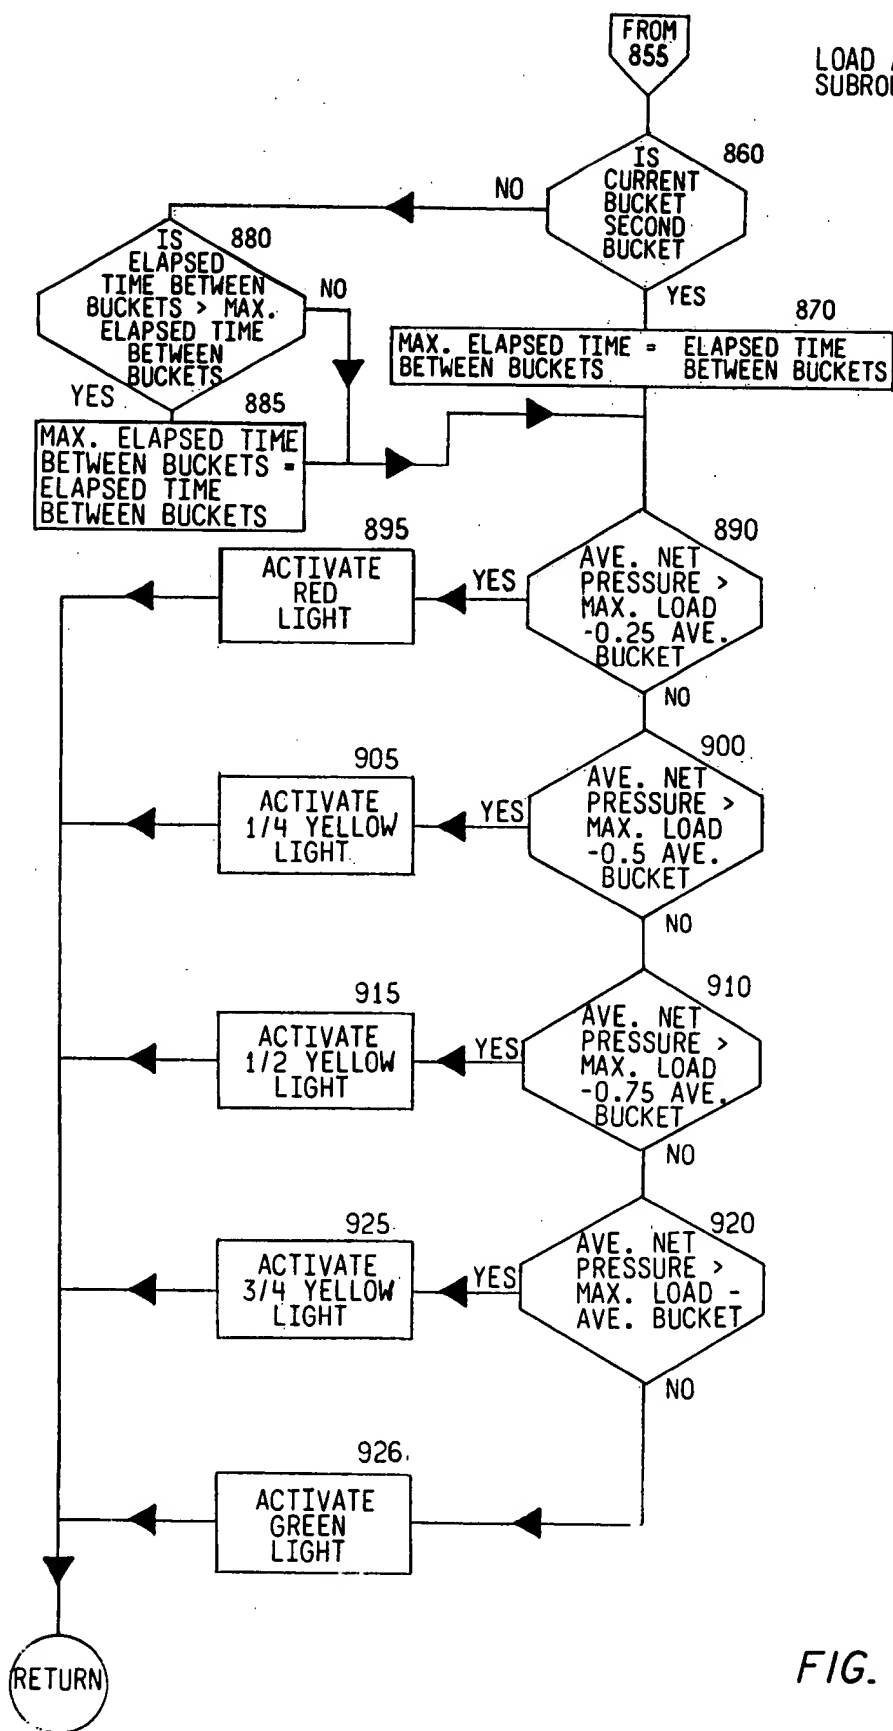 FROM
855
LOAD
860
IS
CURRENT
BUCKET
SECOND
BUCKET
NO
YES
880
IS
ELAPSED
TIME BETWEEN
BUCKETS > MAX.
ELAPSED TIME
BETWEEN
BUCKETS
NO
YES
870
MAX. ELAPSED TIME = ELAPSED TIME
BETWEEN BUCKETS BETWEEN BUCKETS
885
MAX. ELAPSED TIME
BETWEEN BUCKETS =
ELAPSED TIME
BETWEEN BUCKETS
890
AVE. NET
PRESSURE >
MAX. LOAD
-0.25 AVE.
BUCKET
YES
NO
895
ACTIVATE
RED
LIGHT
900
AVE. NET
PRESSURE >
MAX. LOAD
-0.5 AVE.
BUCKET
YES
NO
905
ACTIVATE
1/4 YELLOW
LIGHT
910
AVE. NET
PRESSURE >
MAX. LOAD
-0.75 AVE.
BUCKET
YES
NO
915
ACTIVATE
1/2 YELLOW
LIGHT
920
AVE. NET
PRESSURE >
MAX. LOAD -
AVE. BUCKET
YES
NO
925
ACTIVATE
3/4 YELLOW
LIGHT
926
ACTIVATE
GREEN
LIGHT
RETURN
FIG.